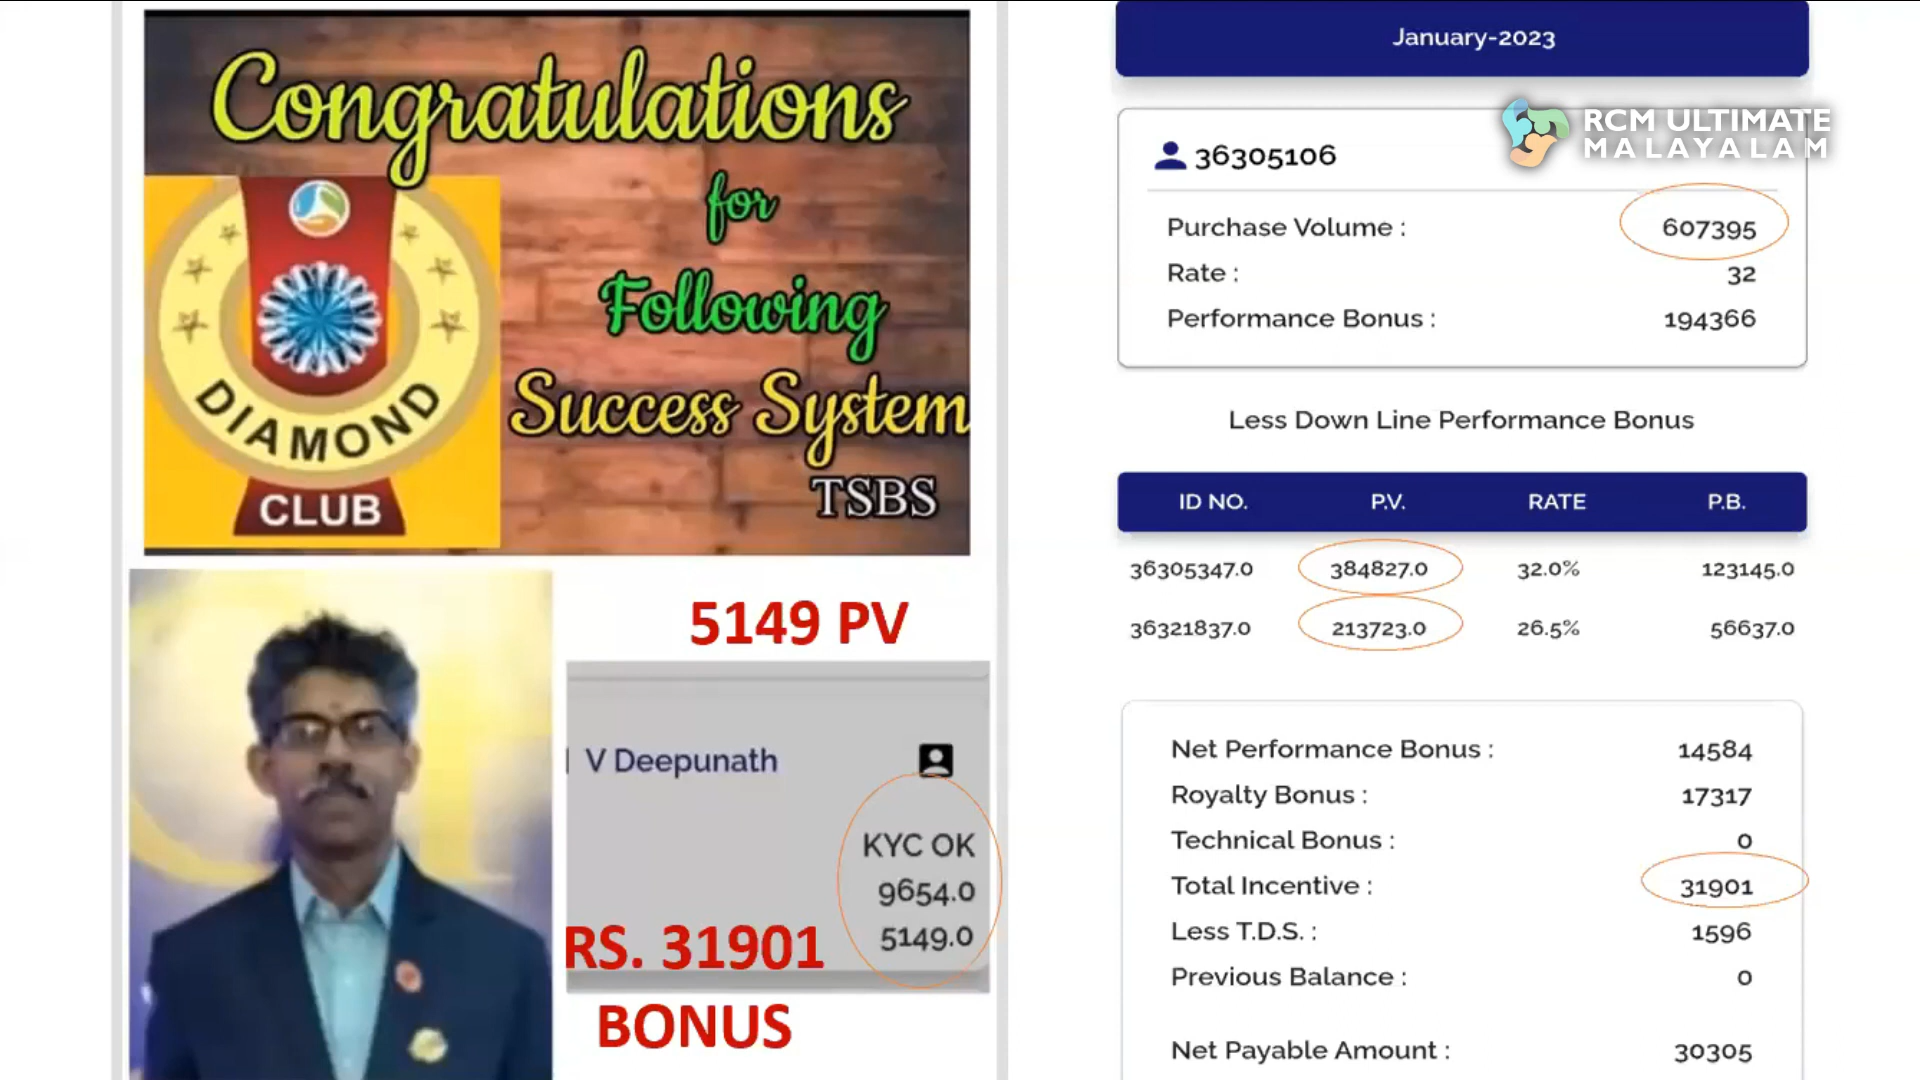 Congratulations
for
Following
Success System
TSBS
DIAMOND
CLUB
5149 PV
V Deepunath
KYC OK
9654.0
5149.0
RS. 31901
BONUS
January-2023
RCM ULTIMATE
MALAYALAM
36305106
Purchase Volume : 607395
Rate : 32
Performance Bonus : 194366
Less Down Line Performance Bonus
ID NO. P.V. RATE P.B.
36305347.0 384827.0 32.0% 123145.0
36321837.0 213723.0 26.5% 56637.0
Net Performance Bonus : 14584
Royalty Bonus : 17317
Technical Bonus : 0
Total Incentive : 31901
Less T.D.S. : 1596
Previous Balance : 0
Net Payable Amount : 30305